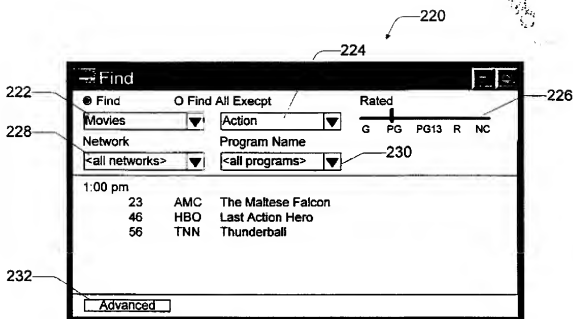 220
224
Find
222
Find Find All Execpt Rated
226
Movies Action
G PG PG13 R NC
228
Network Program Name
<all networks> <all programs>
230
1:00 pm
23 AMC The Maltese Falcon
46 HBO Last Action Hero
56 TNN Thunderball
232
Advanced